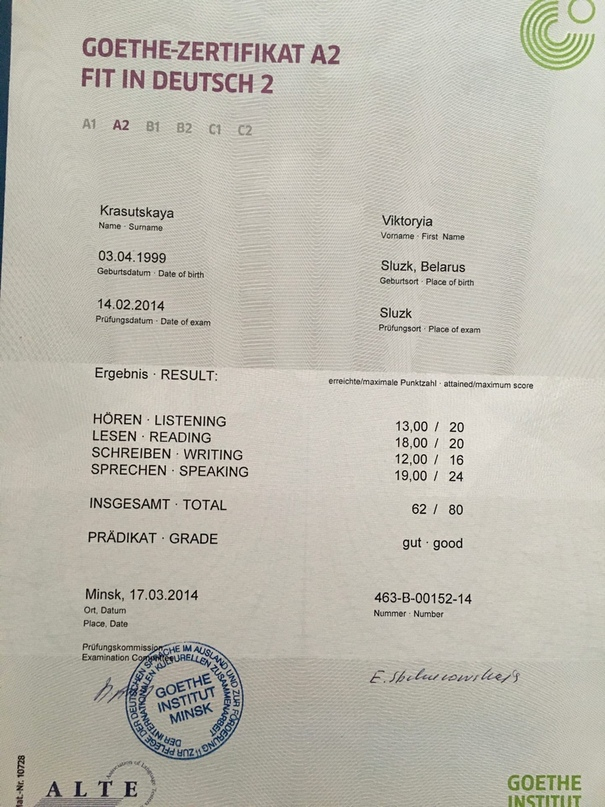 GOETHE-ZERTIFIKAT A2
FIT IN DEUTSCH 2
A1 A2 B1 B2 C1 C2
Krasutskaya
Name · Surname
Viktoryia
Vorname · First Name
03.04.1999
Geburtsdatum · Date of birth
Sluzk, Belarus
Geburtsort · Place of birth
14.02.2014
Prüfungsdatum · Date of exam
Sluzk
Prüfungsort · Place of exam
Ergebnis · RESULT:
erreichte/maximale Punktzahl · attained/maximum score
HÖREN · LISTENING 13,00 / 20
LESEN · READING 18,00 / 20
SCHREIBEN · WRITING 12,00 / 16
SPRECHEN · SPEAKING 19,00 / 24
INSGESAMT · TOTAL 62 / 80
PRÄDIKAT · GRADE gut · good
Minsk, 17.03.2014
Ort, Datum
Place, Date
463-B-00152-14
Nummer · Number
Prüfungskommission
Examination Committee
ZUR PFLEGE DER DEUTSCHEN SPRACHE IM AUSLAND UND ZUR FÖRDERUNG
DER INTERNATIONALEN KULTURELLEN ZUSAMMENARBEIT
GOETHE
INSTITUT
MINSK
Mat.-Nr. 10728
ALTE
GOETHE
INSTITUT